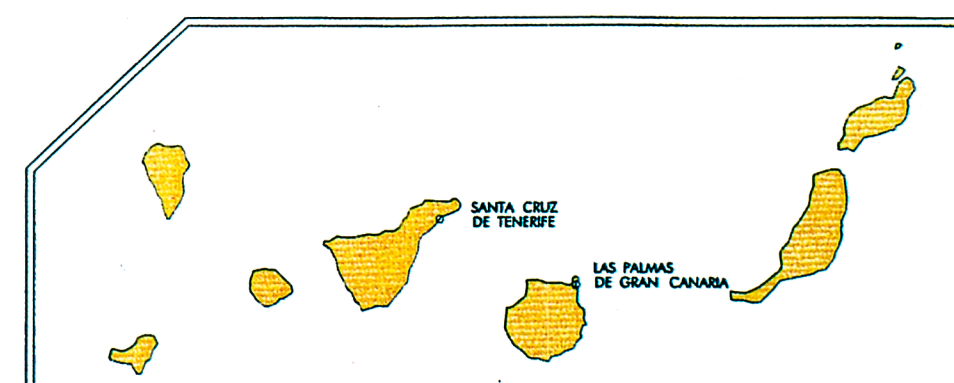 SANTA CRUZ
DE TENERIFE
LAS PALMAS
DE GRAN CANARIA